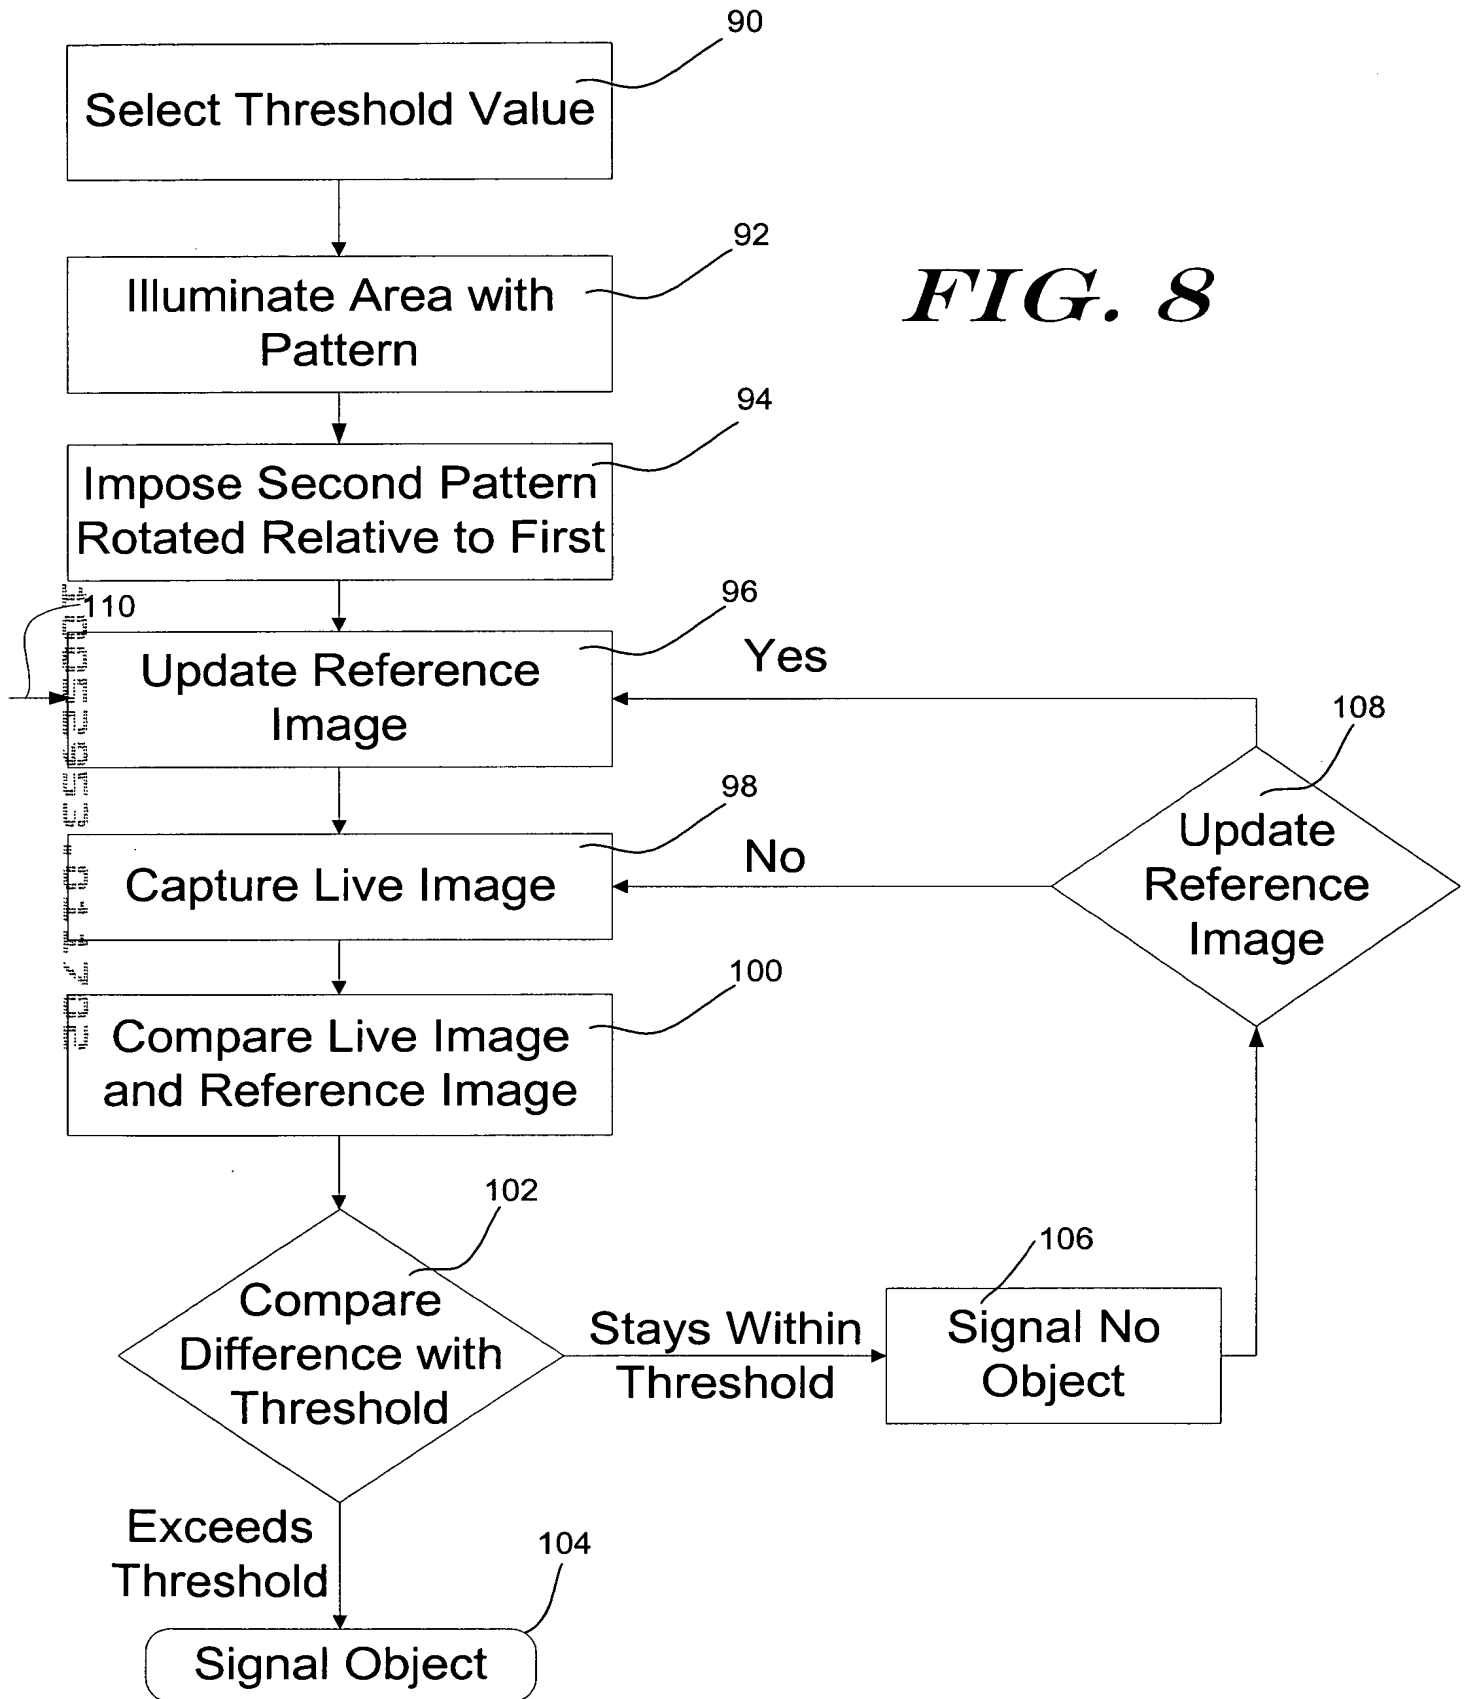 90
Select Threshold Value
92
Illuminate Area with
Pattern
FIG. 8
94
Impose Second Pattern
Rotated Relative to First
110
96
Update Reference
Image
Yes
108
Update
Reference
Image
98
Capture Live Image
No
100
Compare Live Image
and Reference Image
102
Compare
Difference with
Threshold
Stays Within
Threshold
106
Signal No
Object
Exceeds
Threshold
104
Signal Object